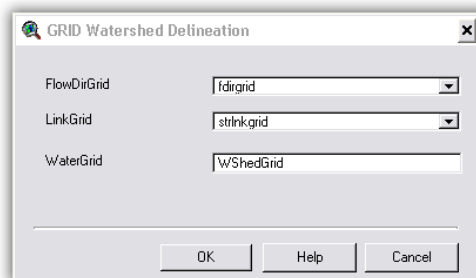 GRID Watershed Delineation
FlowDirGrid fdirgrid
LinkGrid strlnkgrid
WaterGrid WShedGrid
OK Help Cancel